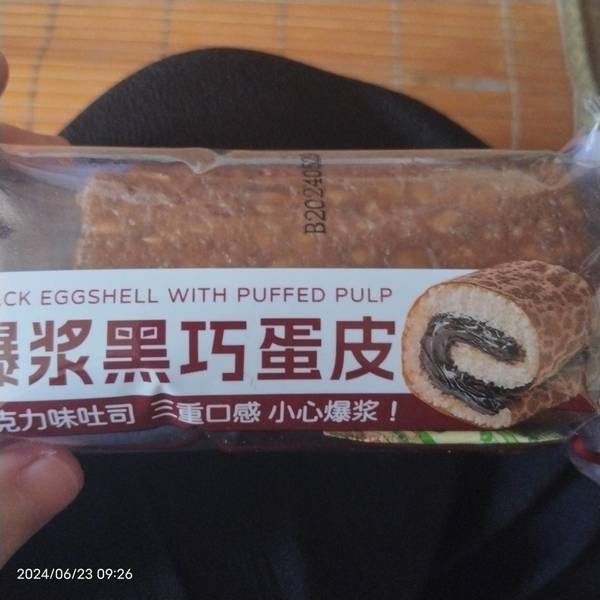 B20240523
CK EGGSHELL WITH PUFFED PULP
爆浆黑巧蛋皮
克力味吐司 三重口感 小心爆浆！
2024/06/23 09:26